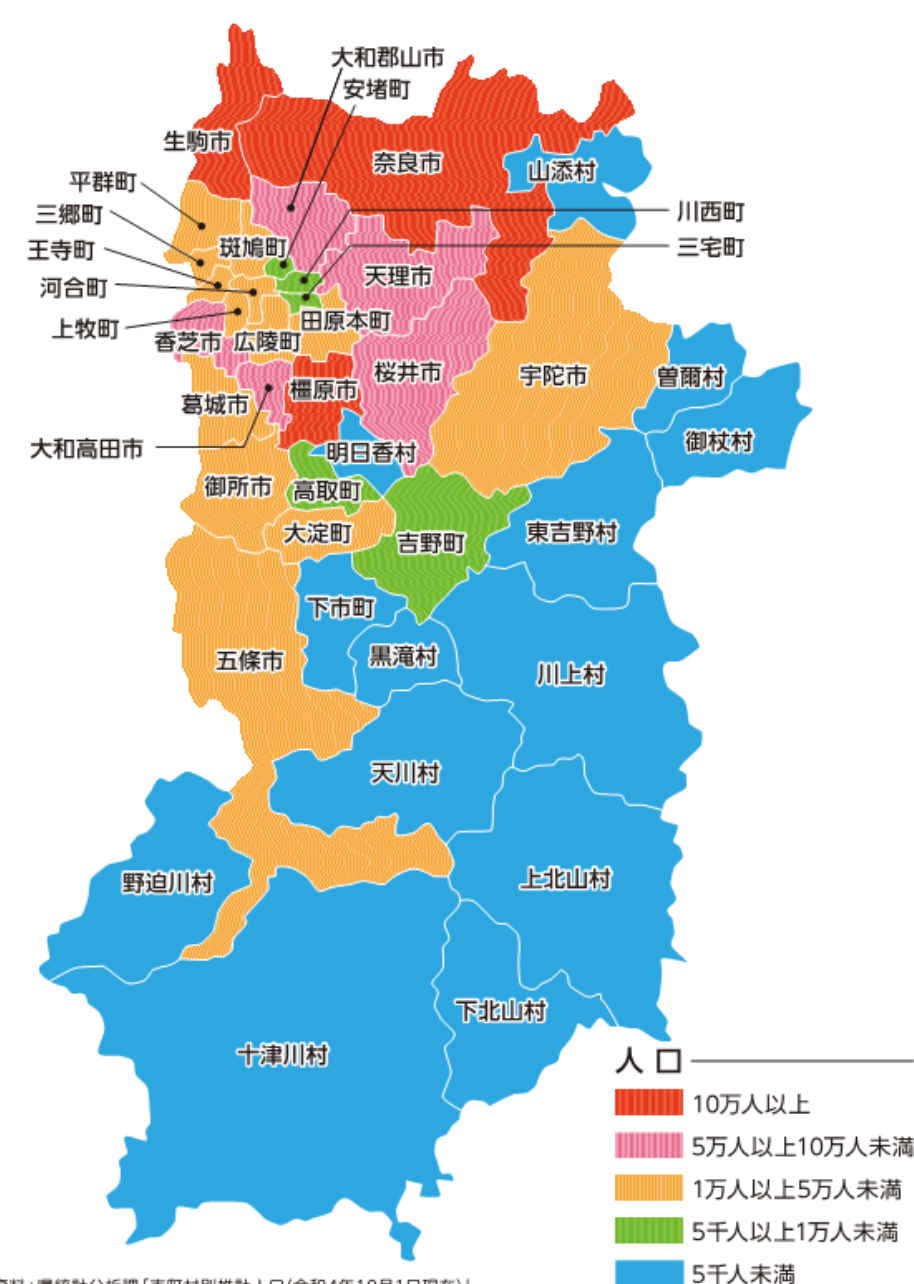 大和郡山市
安堵町
生駒市
奈良市
山添村
平群町
三郷町
川西町
斑鳩町
王寺町
三宅町
天理市
河合町
上牧町
田原本町
香芝市
広陵町
桜井市
宇陀市
曽爾村
橿原市
葛城市
御杖村
大和高田市
明日香村
御所市
高取町
大淀町
吉野町
東吉野村
下市町
黒滝村
五條市
川上村
天川村
野迫川村
上北山村
下北山村
十津川村
人口
10万人以上
5万人以上10万人未満
1万人以上5万人未満
5千人以上1万人未満
5千人未満